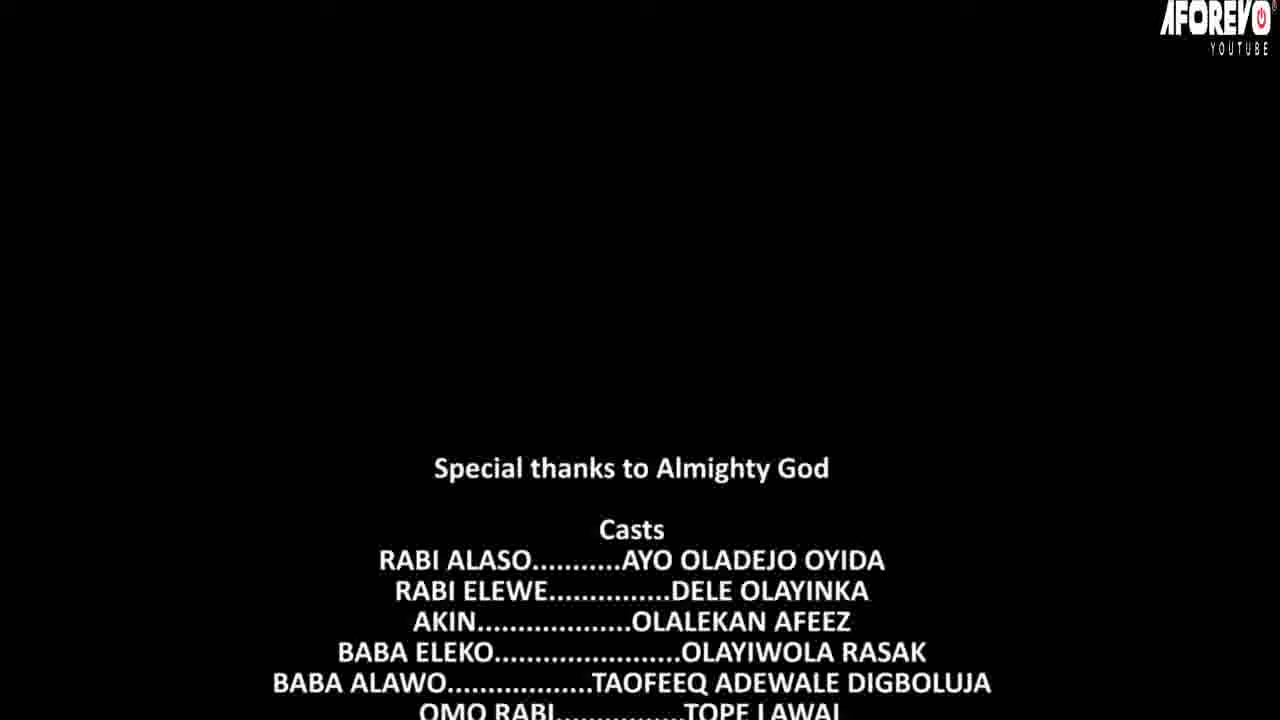 AFOREVO
YOUTUBE
Special thanks to Almighty God
Casts
RABI ALASO...........AYO OLADEJO OYIDA
RABI ELEWE...............DELE OLAYINKA
AKIN...................OLALEKAN AFEEZ
BABA ELEKO.......................OLAYIWOLA RASAK
BABA ALAWO..................TAOFEEQ ADEWALE DIGBOLUJA
OMO RABI................TOPE LAWAL